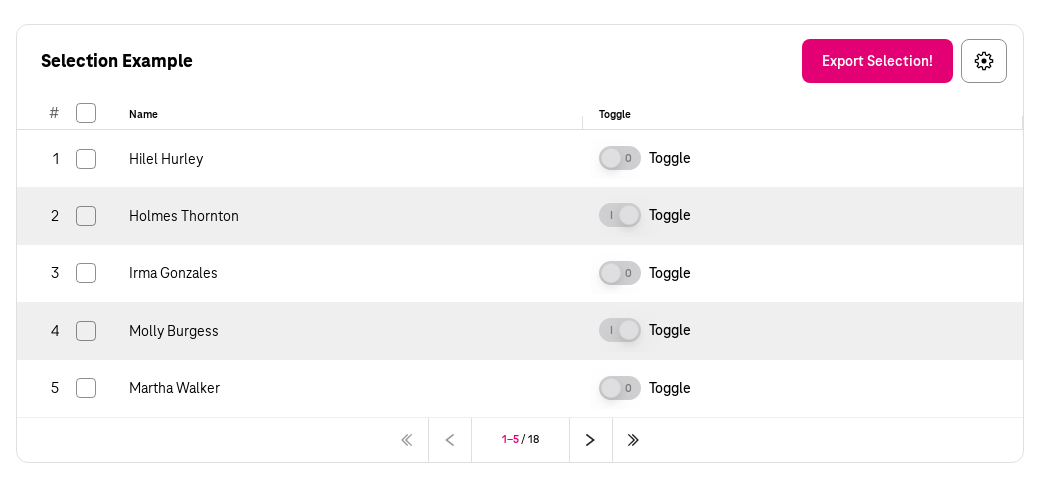 Selection Example
Export Selection!
# Name Toggle
1 Hilel Hurley 0 Toggle
2 Holmes Thornton I Toggle
3 Irma Gonzales 0 Toggle
4 Molly Burgess I Toggle
5 Martha Walker 0 Toggle
1–5 / 18